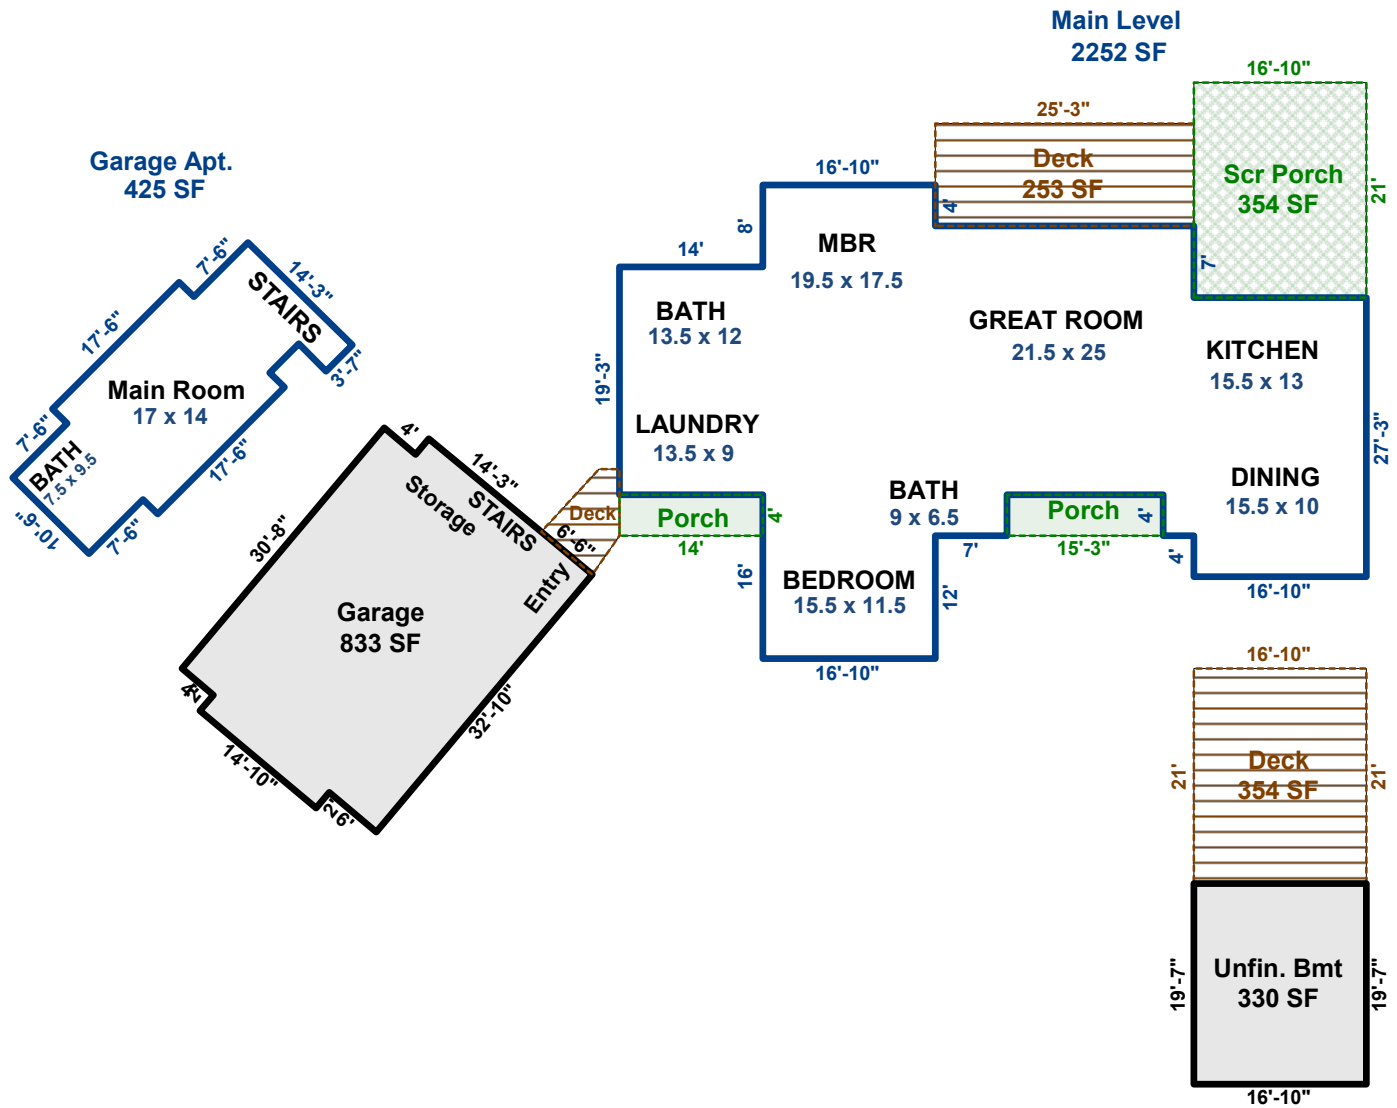 Main Level
2252 SF
16'-10"
25'-3"
Deck
253 SF
4'
Scr Porch
354 SF
21'
7'
Garage Apt.
425 SF
7'-6"
14'-3"
STAIRS
17'-6"
3'-7"
Main Room
17 x 14
7'-6"
BATH
7.5 x 9.5
17'-6"
10'-6"
7'-6"
16'-10"
8'
MBR
19.5 x 17.5
14'
BATH
13.5 x 12
GREAT ROOM
21.5 x 25
KITCHEN
15.5 x 13
19'-3"
27'-3"
LAUNDRY
13.5 x 9
DINING
15.5 x 10
BATH
9 x 6.5
Deck
Porch
4'
14'
7'
Porch
4'
15'-3"
4'
16'-10"
16'
BEDROOM
15.5 x 11.5
12'
16'-10"
4'
14'-3"
Storage
STAIRS
6'-6"
Entry
30'-8"
Garage
833 SF
32'-10"
4'
2'
14'-10"
2'
6'
16'-10"
21'
Deck
354 SF
21'
19'-7"
Unfin. Bmt
330 SF
19'-7"
16'-10"